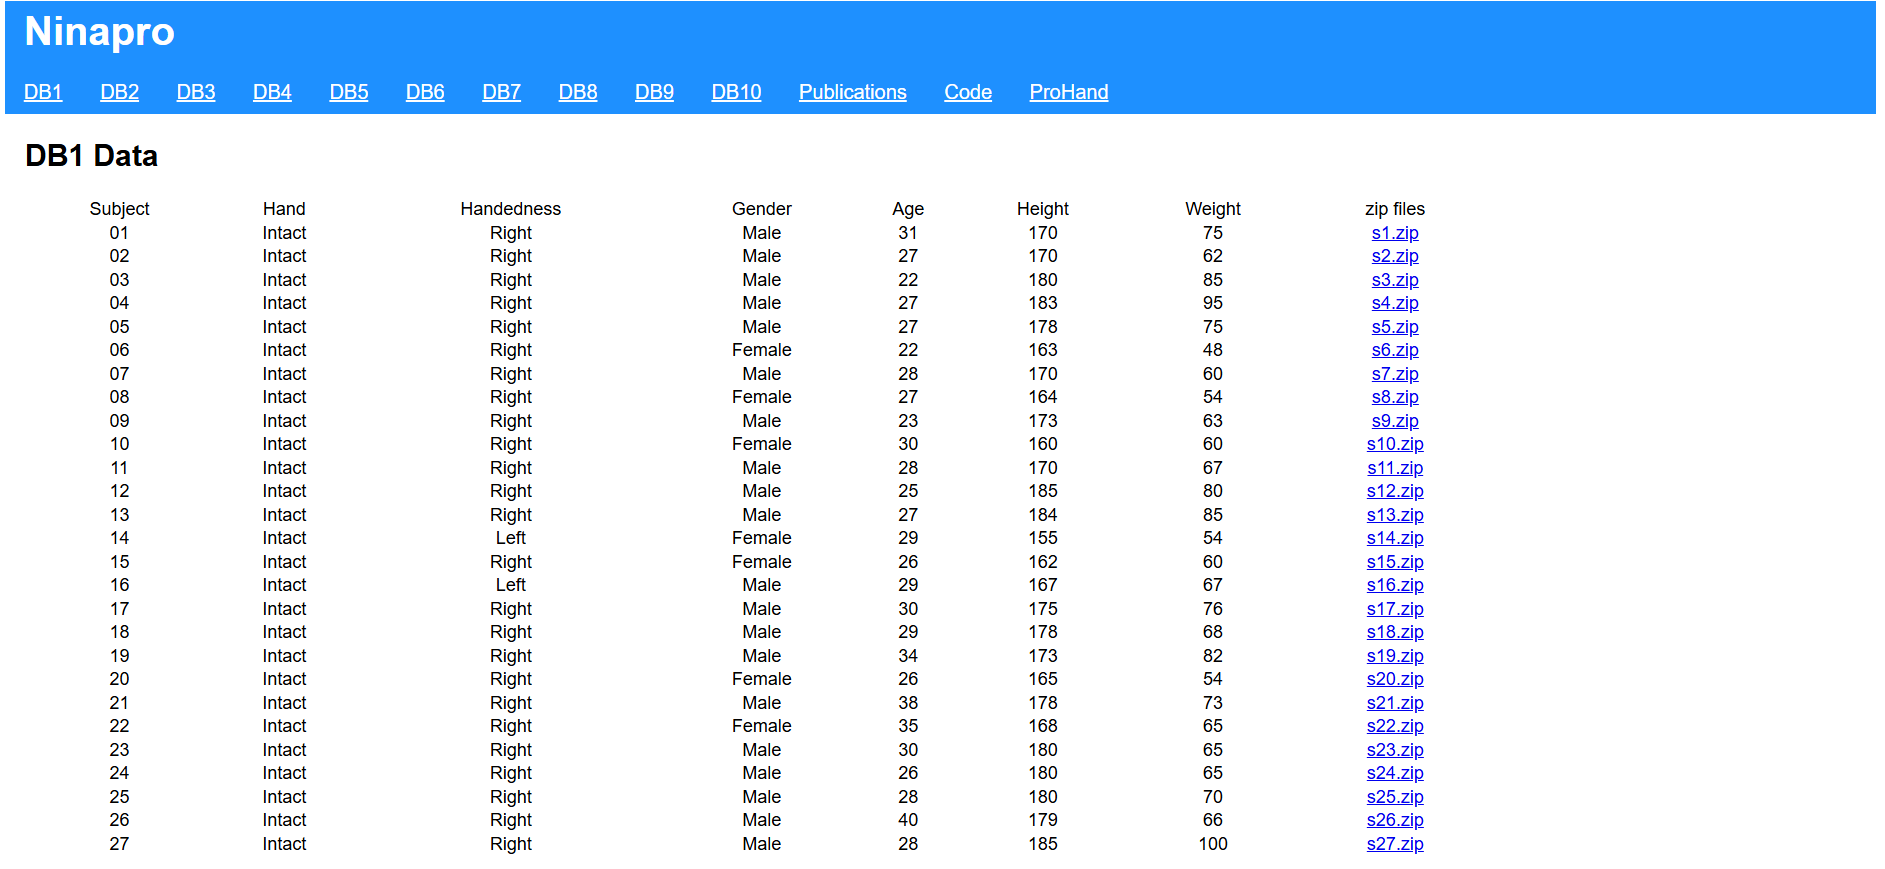 Ninapro
DB1 DB2 DB3 DB4 DB5 DB6 DB7 DB8 DB9 DB10 Publications Code ProHand
DB1 Data
Subject Hand Handedness Gender Age Height Weight zip files
01 Intact Right Male 31 170 75 s1.zip
02 Intact Right Male 27 170 62 s2.zip
03 Intact Right Male 22 180 85 s3.zip
04 Intact Right Male 27 183 95 s4.zip
05 Intact Right Male 27 178 75 s5.zip
06 Intact Right Female 22 163 48 s6.zip
07 Intact Right Male 28 170 60 s7.zip
08 Intact Right Female 27 164 54 s8.zip
09 Intact Right Male 23 173 63 s9.zip
10 Intact Right Female 30 160 60 s10.zip
11 Intact Right Male 28 170 67 s11.zip
12 Intact Right Male 25 185 80 s12.zip
13 Intact Right Male 27 184 85 s13.zip
14 Intact Left Female 29 155 54 s14.zip
15 Intact Right Female 26 162 60 s15.zip
16 Intact Left Male 29 167 67 s16.zip
17 Intact Right Male 30 175 76 s17.zip
18 Intact Right Male 29 178 68 s18.zip
19 Intact Right Male 34 173 82 s19.zip
20 Intact Right Female 26 165 54 s20.zip
21 Intact Right Male 38 178 73 s21.zip
22 Intact Right Female 35 168 65 s22.zip
23 Intact Right Male 30 180 65 s23.zip
24 Intact Right Male 26 180 65 s24.zip
25 Intact Right Male 28 180 70 s25.zip
26 Intact Right Male 40 179 66 s26.zip
27 Intact Right Male 28 185 100 s27.zip